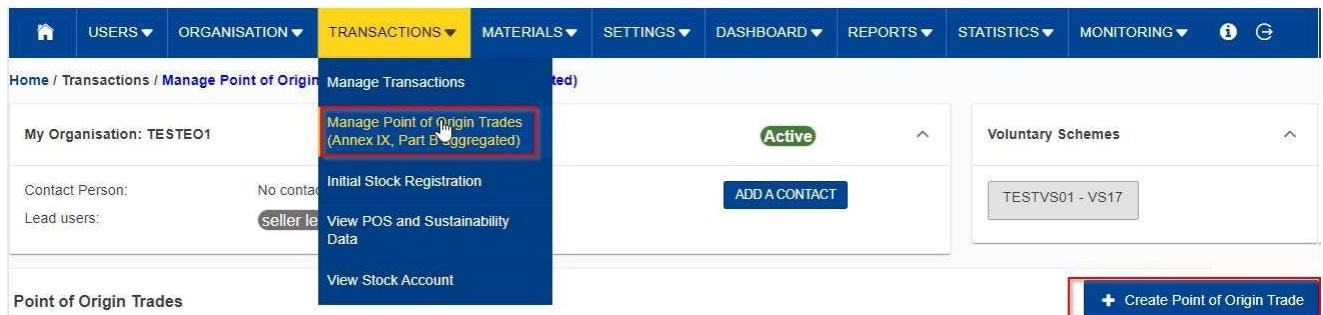 USERS ORGANISATION TRANSACTIONS MATERIALS SETTINGS DASHBOARD REPORTS STATISTICS MONITORING
Home / Transactions / Manage Point of Origin
Manage Transactions
Manage Point of Origin Trades
(Annex IX, Part B aggregated)
Initial Stock Registration
View POS and Sustainability
Data
View Stock Account
My Organisation: TESTEO1
Active
Contact Person: No
ADD A CONTACT
Lead users: seller
Voluntary Schemes
TESTVS01 - VS17
Point of Origin Trades
+ Create Point of Origin Trade